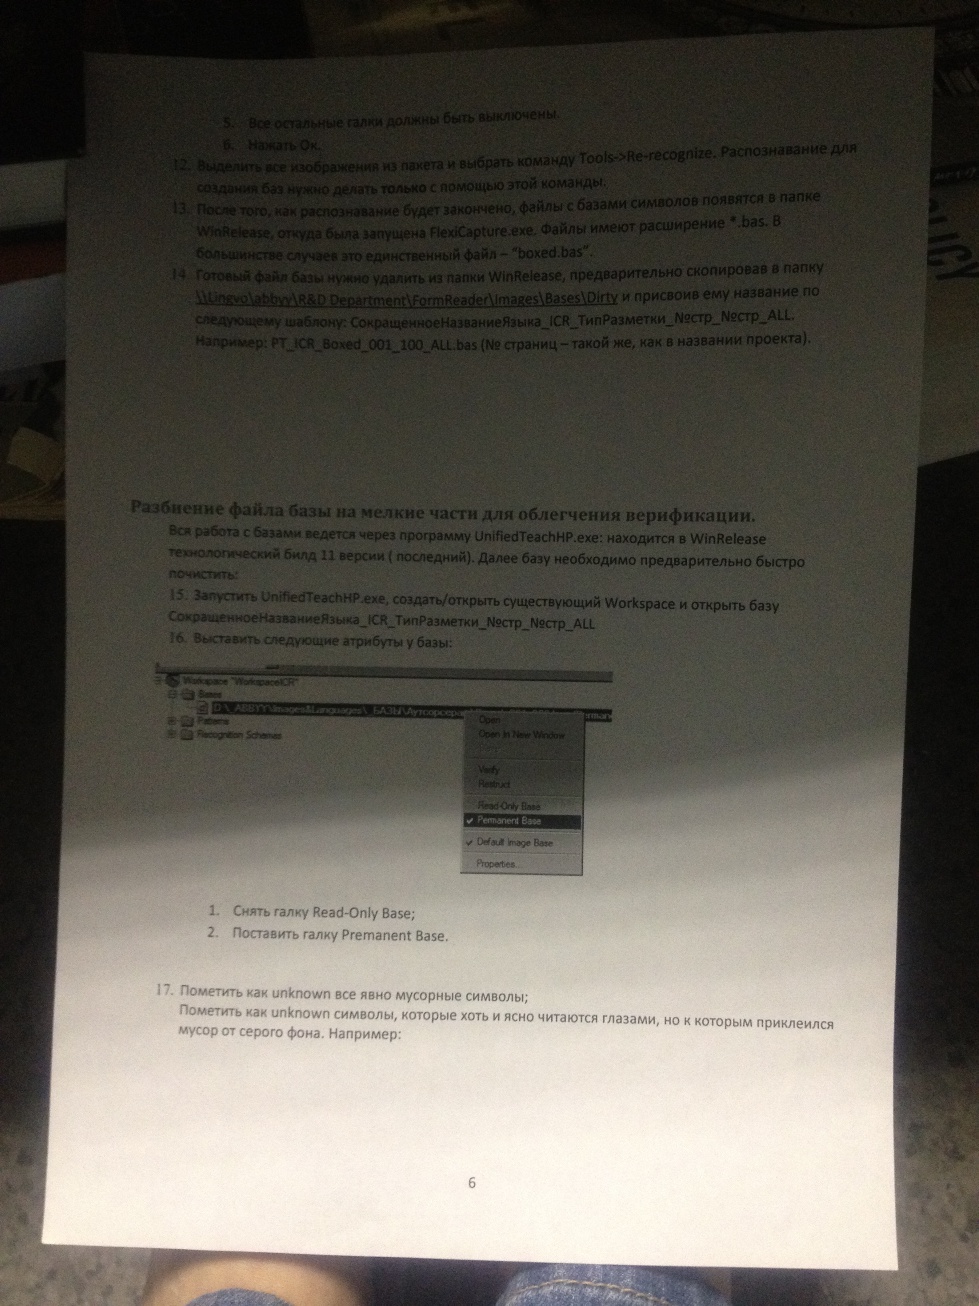 5. Все остальные галки должны быть выключены.
6. Нажать Ок.
12. Выделить все изображения из пакета и выбрать команду Tools->Re-recognize. Распознавание для
создания баз нужно делать только с помощью этой команды.
13. После того, как распознавание будет закончено, файлы с базами символов появятся в папке
WinRelease, откуда была запущена FlexiCapture.exe. Файлы имеют расширение *.bas. В
большинстве случаев это единственный файл – “boxed.bas”.
14. Готовый файл базы нужно удалить из папки WinRelease, предварительно скопировав в папку
\\Lingvo\abbyy\R&D Department\FormReader\Images\Bases\Dirty и присвоив ему название по
следующему шаблону: СокращенноеНазваниеЯзыка_ICR_ТипРазметки_№стр_№стр_ALL.
Например: PT_ICR_Boxed_001_100_ALL.bas (№ страниц – такой же, как в названии проекта).
Разбиение файла базы на мелкие части для облегчения верификации.
Вся работа с базами ведется через программу UnifiedTeachHP.exe: находится в WinRelease
технологический билд 11 версии ( последний). Далее базу необходимо предварительно быстро
почистить:
15. Запустить UnifiedTeachHP.exe, создать/открыть существующий Workspace и открыть базу
СокращенноеНазваниеЯзыка_ICR_ТипРазметки_№стр_№стр_ALL
16. Выставить следующие атрибуты у базы:
Workspace "WorkspaceICR"
Bases
D:\_ABBYY\Images&Languages\_БАЗЫ\
Patterns
Recognition Schemes
Open
Open In New Window
Verify
Restruct
Read-Only Base
Permanent Base
Default Image Base
Properties...
1. Снять галку Read-Only Base;
2. Поставить галку Premanent Base.
17. Пометить как unknown все явно мусорные символы;
Пометить как unknown символы, которые хоть и ясно читаются глазами, но к которым приклеился
мусор от серого фона. Например:
6